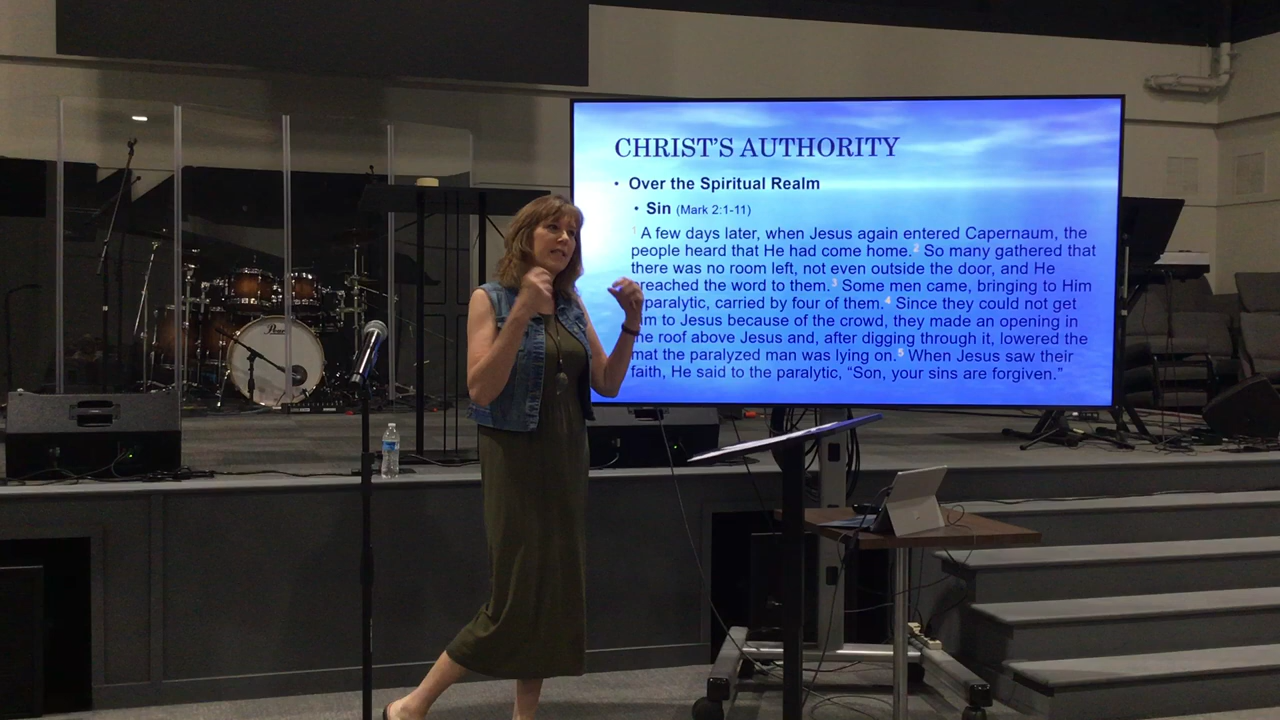 CHRIST'S AUTHORITY
• Over the Spiritual Realm
• Sin (Mark 2:1-11)
1 A few days later, when Jesus again entered Capernaum, the
people heard that He had come home.2 So many gathered that
there was no room left, not even outside the door, and He
reached the word to them.3 Some men came, bringing to Him
paralytic, carried by four of them.4 Since they could not get
im to Jesus because of the crowd, they made an opening in
he roof above Jesus and, after digging through it, lowered the
mat the paralyzed man was lying on.5 When Jesus saw their
faith, He said to the paralytic, “Son, your sins are forgiven.”
Pearl